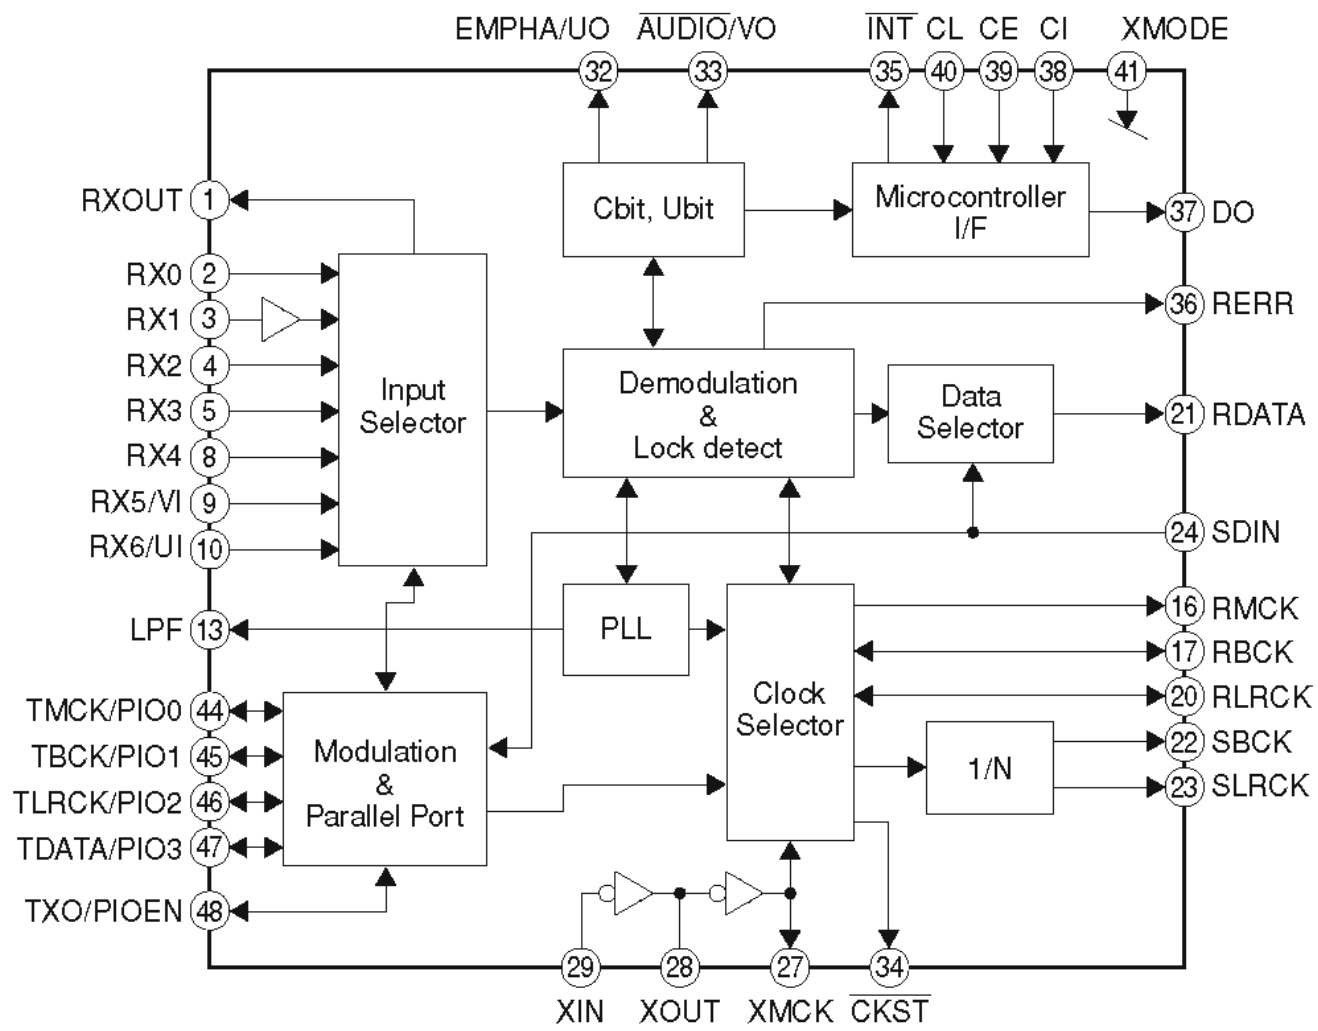 EMPHA/UO
AUDIO/VO
INT
CL
CE
CI
XMODE
32
33
35
40
39
38
41
RXOUT
1
Cbit, Ubit
Microcontroller
I/F
37
DO
RX0
2
RX1
3
RX2
4
RX3
5
RX4
8
RX5/VI
9
RX6/UI
10
Input
Selector
36
RERR
Demodulation
&
Lock detect
Data
Selector
21
RDATA
24
SDIN
LPF
13
PLL
16
RMCK
17
RBCK
20
RLRCK
Clock
Selector
1/N
22
SBCK
23
SLRCK
TMCK/PIO0
44
TBCK/PIO1
45
TLRCK/PIO2
46
TDATA/PIO3
47
TXO/PIOEN
48
Modulation
&
Parallel Port
29
28
27
34
XIN
XOUT
XMCK
CKST